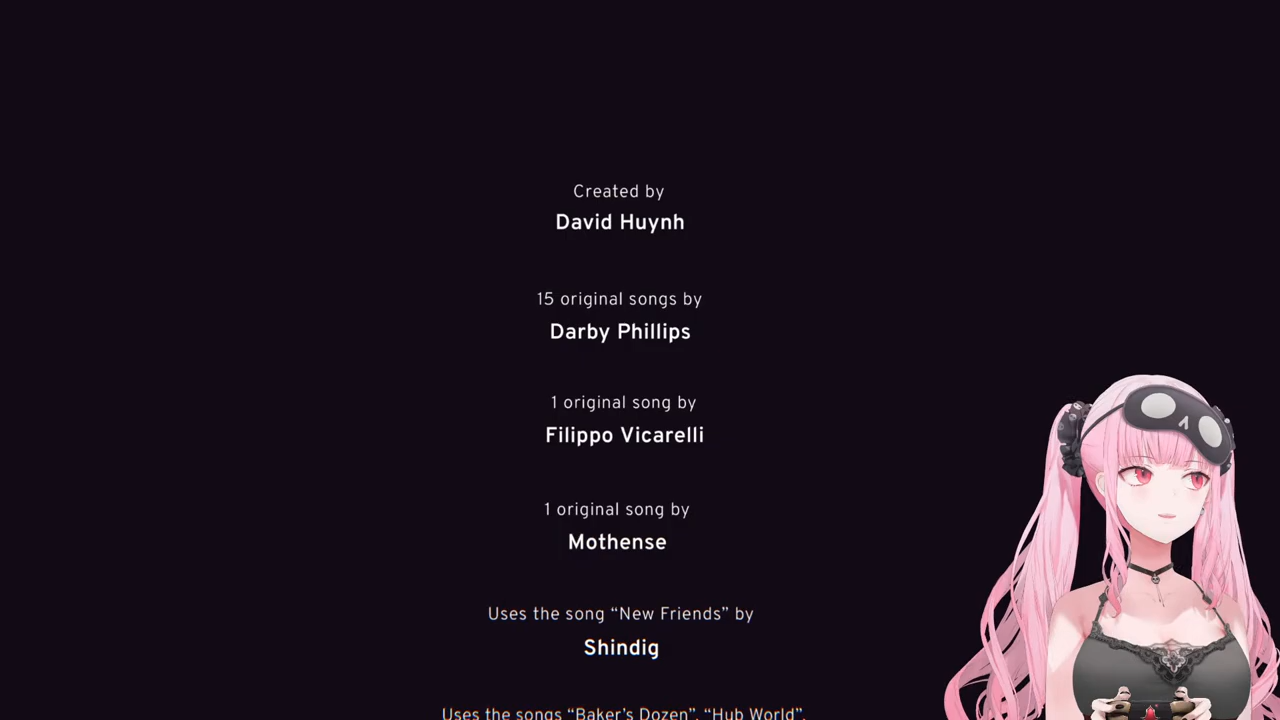 Created by
David Huynh
15 original songs by
Darby Phillips
1 original song by
Filippo Vicarelli
1 original song by
Mothense
Uses the song “New Friends” by
Shindig
Uses the songs “Baker’s Dozen”, “Hub World”,